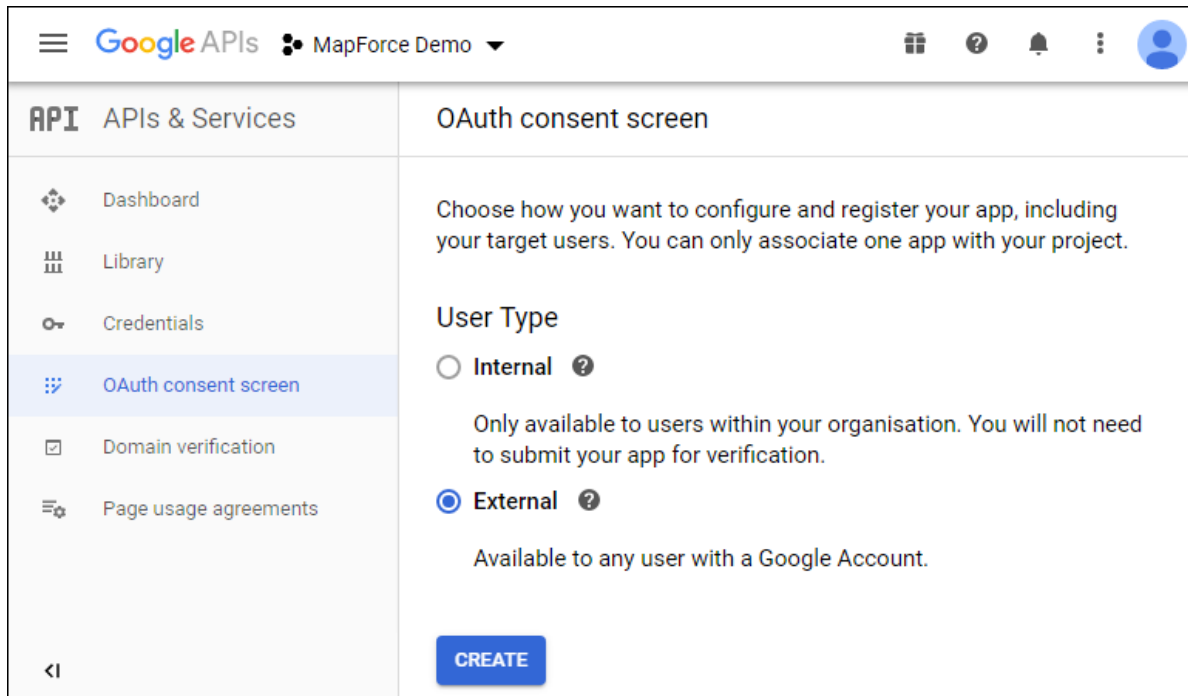 Google APIs MapForce Demo
API APIs & Services
OAuth consent screen
Dashboard
Library
Credentials
OAuth consent screen
Domain verification
Page usage agreements
Choose how you want to configure and register your app, including
your target users. You can only associate one app with your project.
User Type
Internal
Only available to users within your organisation. You will not need
to submit your app for verification.
External
Available to any user with a Google Account.
CREATE